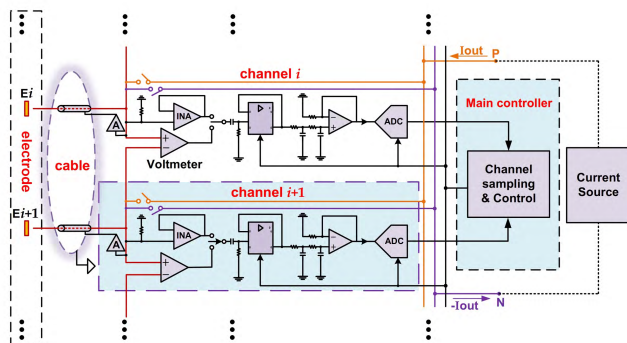 Iout
P
channel i
Ei
Main controller
A
INA
ADC
Voltmeter
electrode
cable
Channel
sampling
& Control
Current
Source
channel i+1
Ei+1
A
INA
ADC
-Iout
N